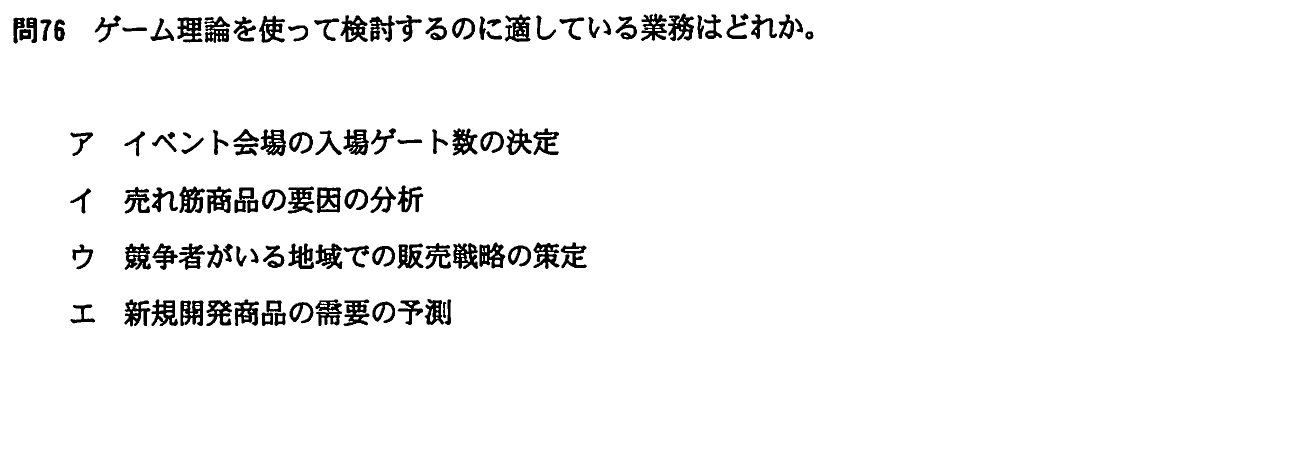 問76 ゲーム理論を使って検討するのに適している業務はどれか。
ア イベント会場の入場ゲート数の決定
イ 売れ筋商品の要因の分析
ウ 競争者がいる地域での販売戦略の策定
エ 新規開発商品の需要の予測